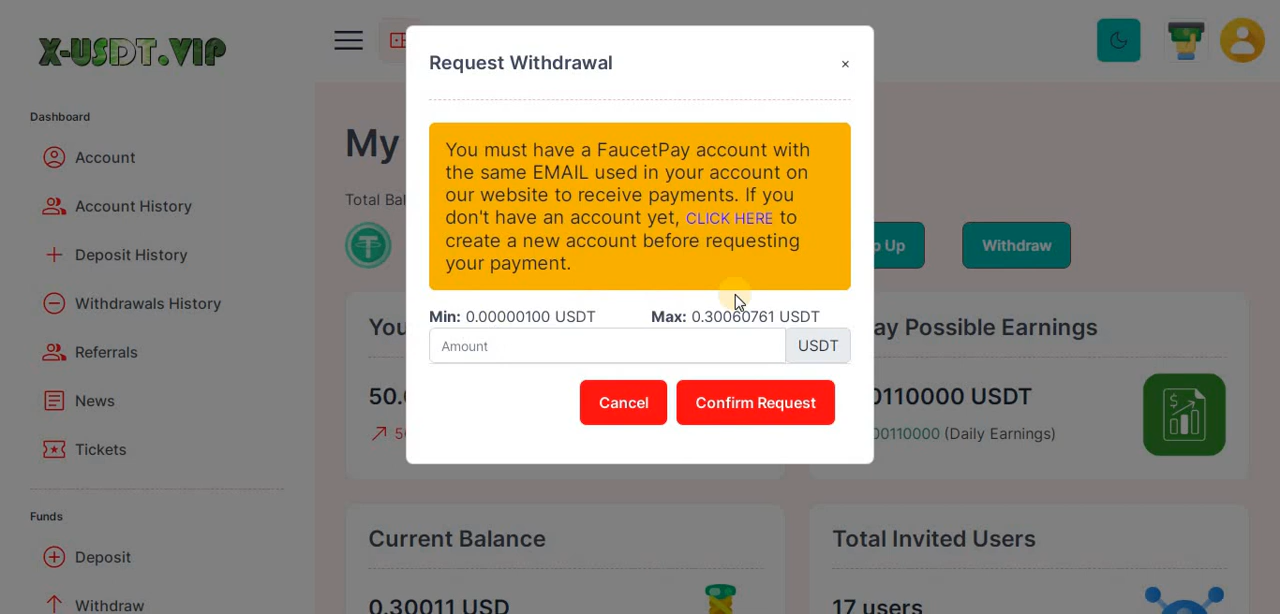 X-USDT.VIP
Request Withdrawal
×
Dashboard
Account
Account History
Deposit History
Withdrawals History
Referrals
News
Tickets
Funds
Deposit
Withdraw
My
Total Bal
You must have a FaucetPay account with
the same EMAIL used in your account on
our website to receive payments. If you
don't have an account yet, CLICK HERE to
create a new account before requesting
your payment.
Min: 0.00000100 USDT
Max: 0.30060761 USDT
Amount
USDT
Cancel
Confirm Request
p Up
Withdraw
You
50.
ay Possible Earnings
0110000 USDT
00110000 (Daily Earnings)
Current Balance
0.30011 USD
Total Invited Users
17 users